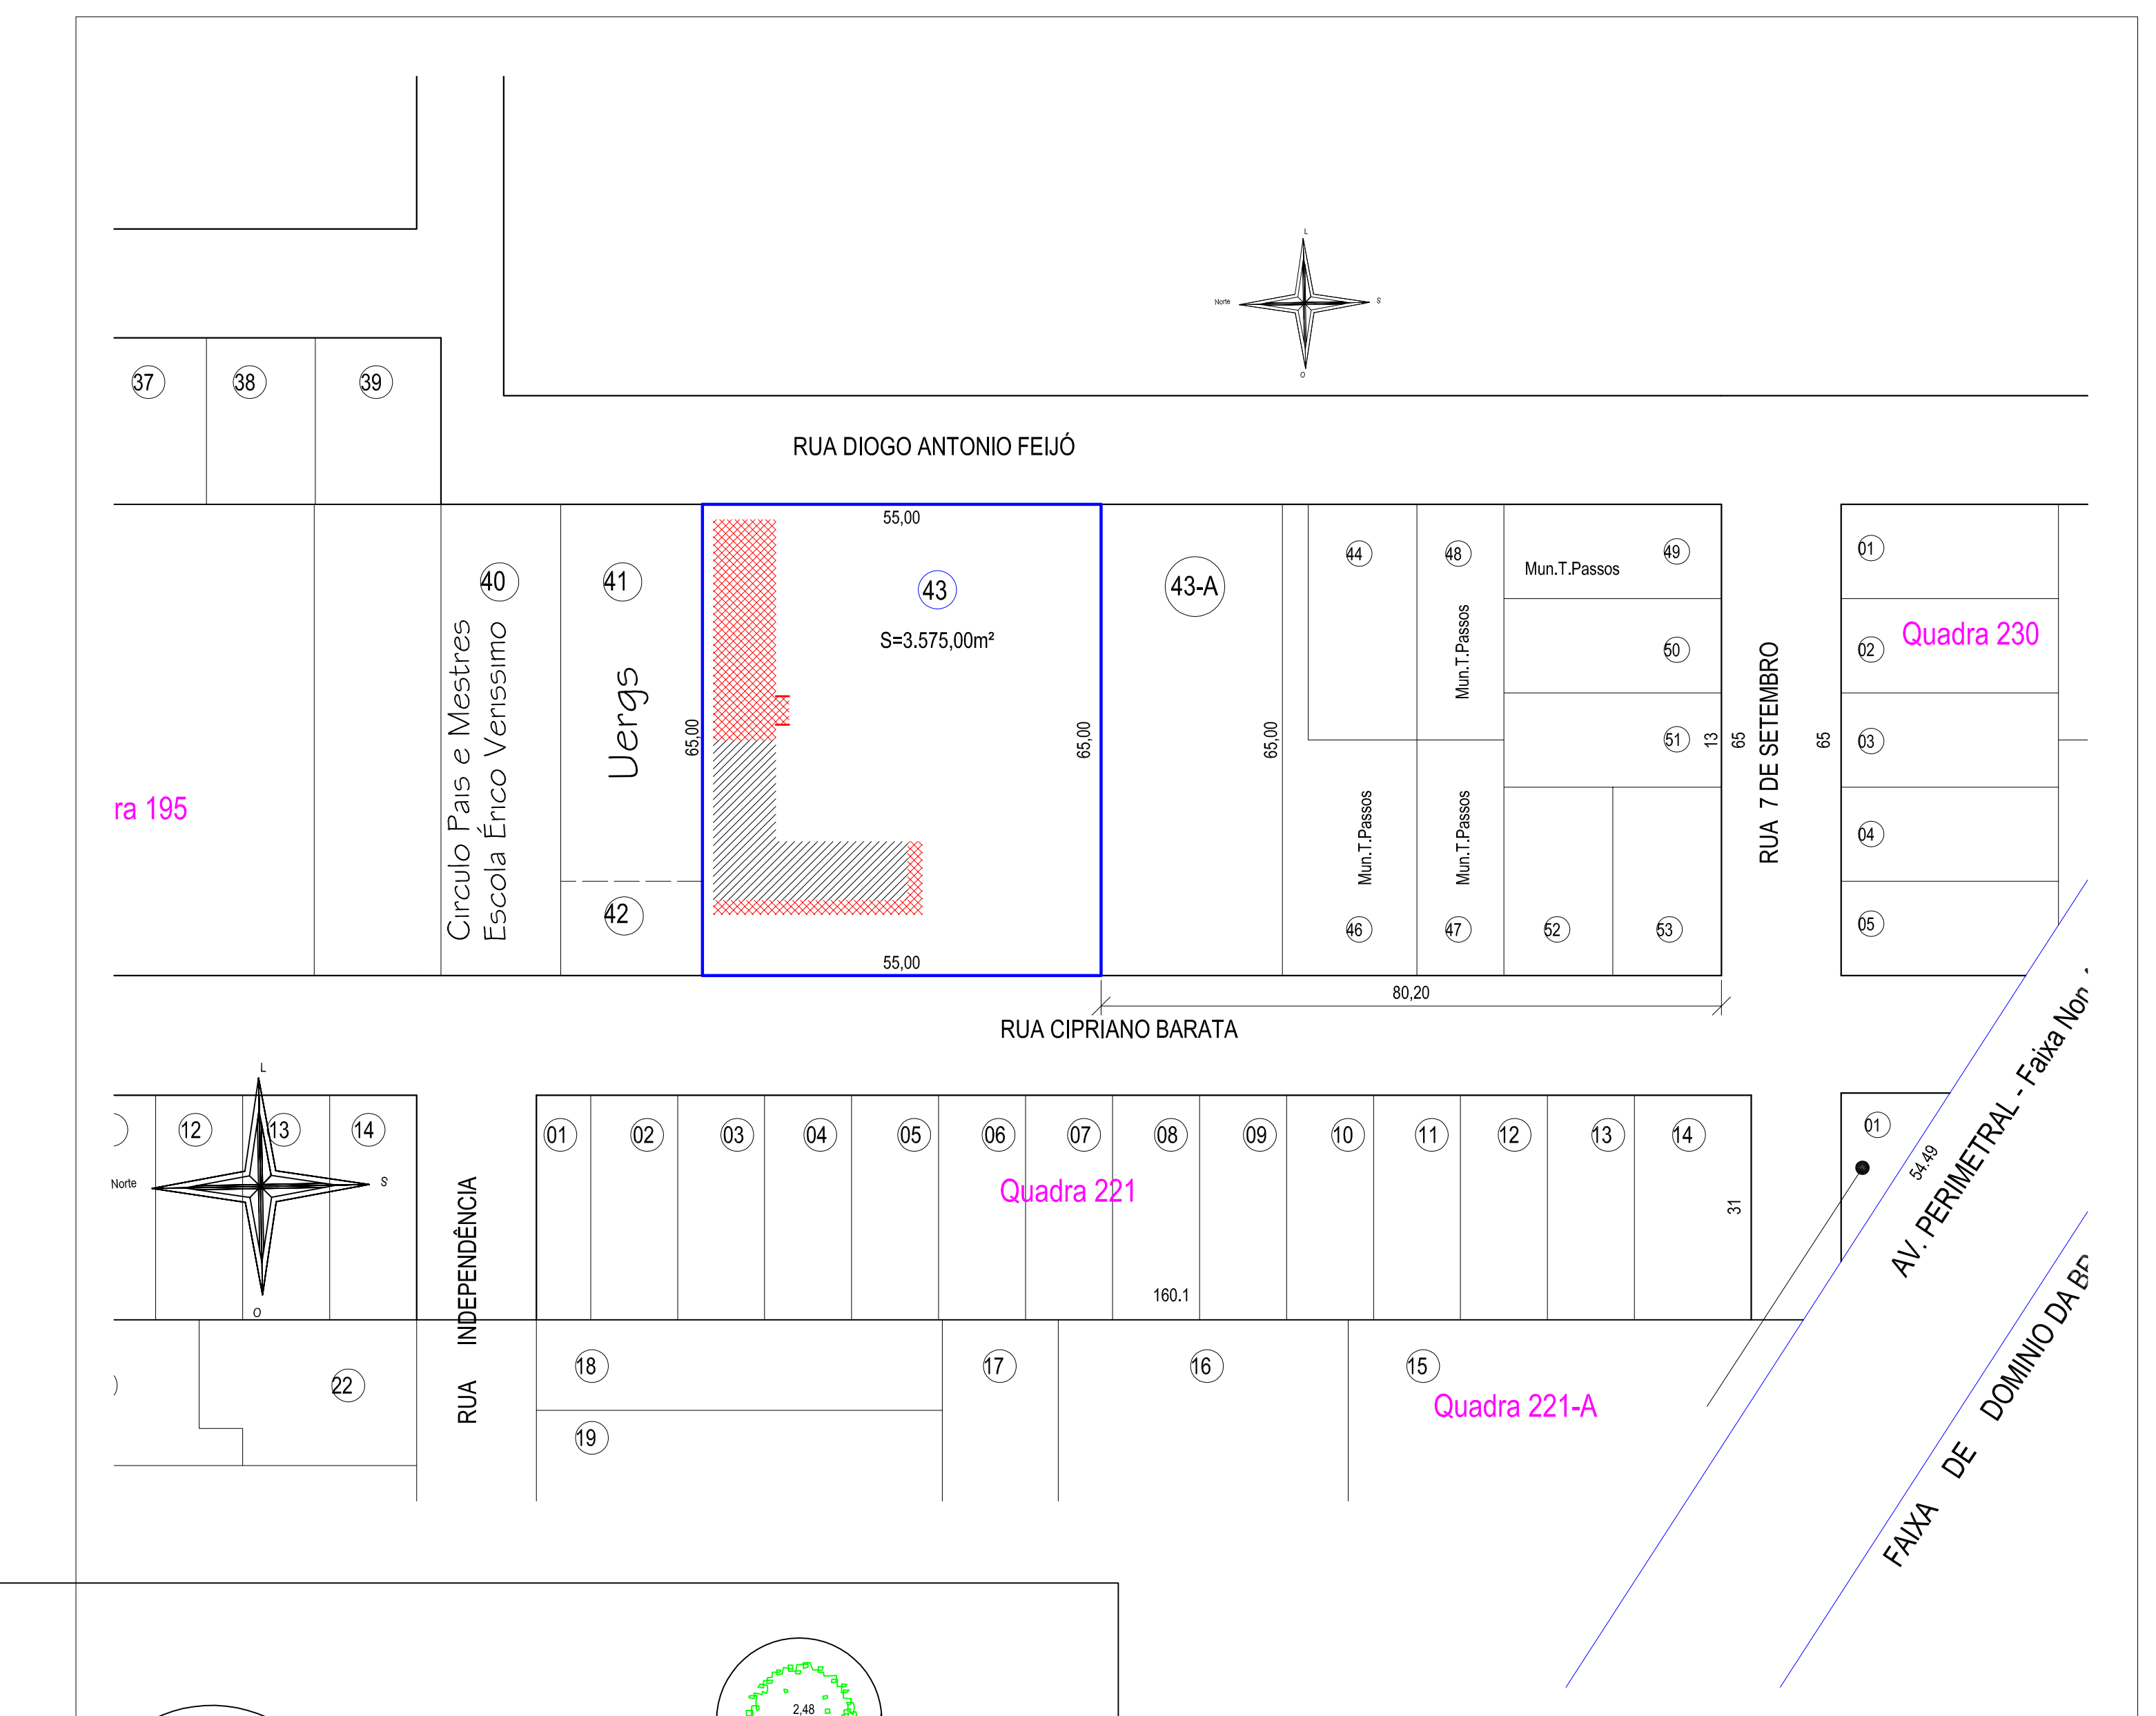 L
Norte
S
O
37
38
39
RUA DIOGO ANTONIO FEIJÓ
55,00
40
41
43
43-A
44
48
49
01
Mun.T.Passos
S=3.575,00m²
Quadra 230
50
02
Circulo Pais e Mestres
Escola Érico Verissimo
Uergs
65,00
65,00
65,00
Mun.T.Passos
51
13
65
RUA 7 DE SETEMBRO
65
03
ra 195
Mun.T.Passos
Mun.T.Passos
04
42
46
47
52
53
05
55,00
80,20
RUA CIPRIANO BARATA
AV. PERIMETRAL - Faixa Non
L
12
13
14
01
02
03
04
05
06
07
08
09
10
11
12
13
14
01
54.49
Norte
S
Quadra 221
31
RUA INDEPENDÊNCIA
160.1
O
22
18
17
16
15
Quadra 221-A
19
FAIXA DE DOMINIO DA
2,48